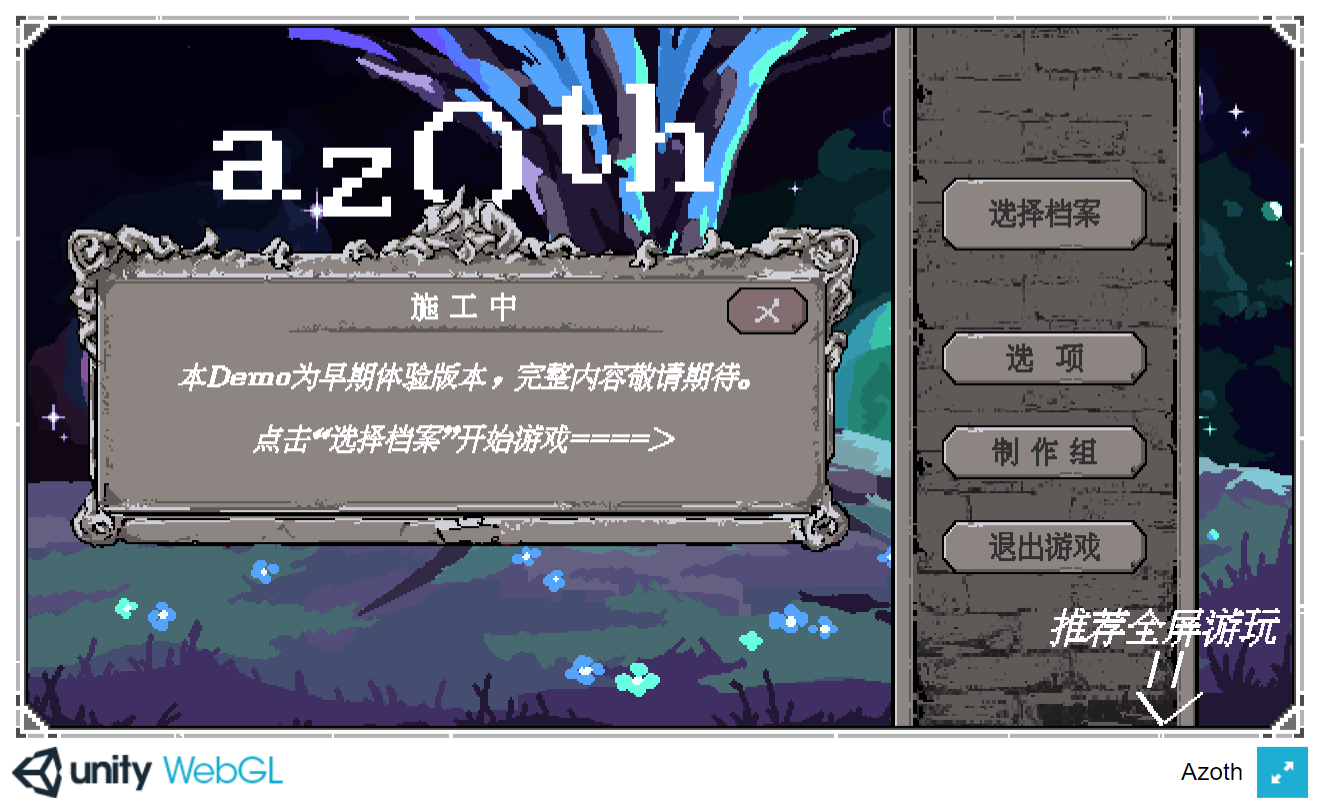 azoth
施工中
本Demo为早期体验版本，完整内容敬请期待。
点击“选择档案”开始游戏====>
选择档案
选 项
制 作 组
退出游戏
推荐全屏游玩
unity WebGL
Azoth